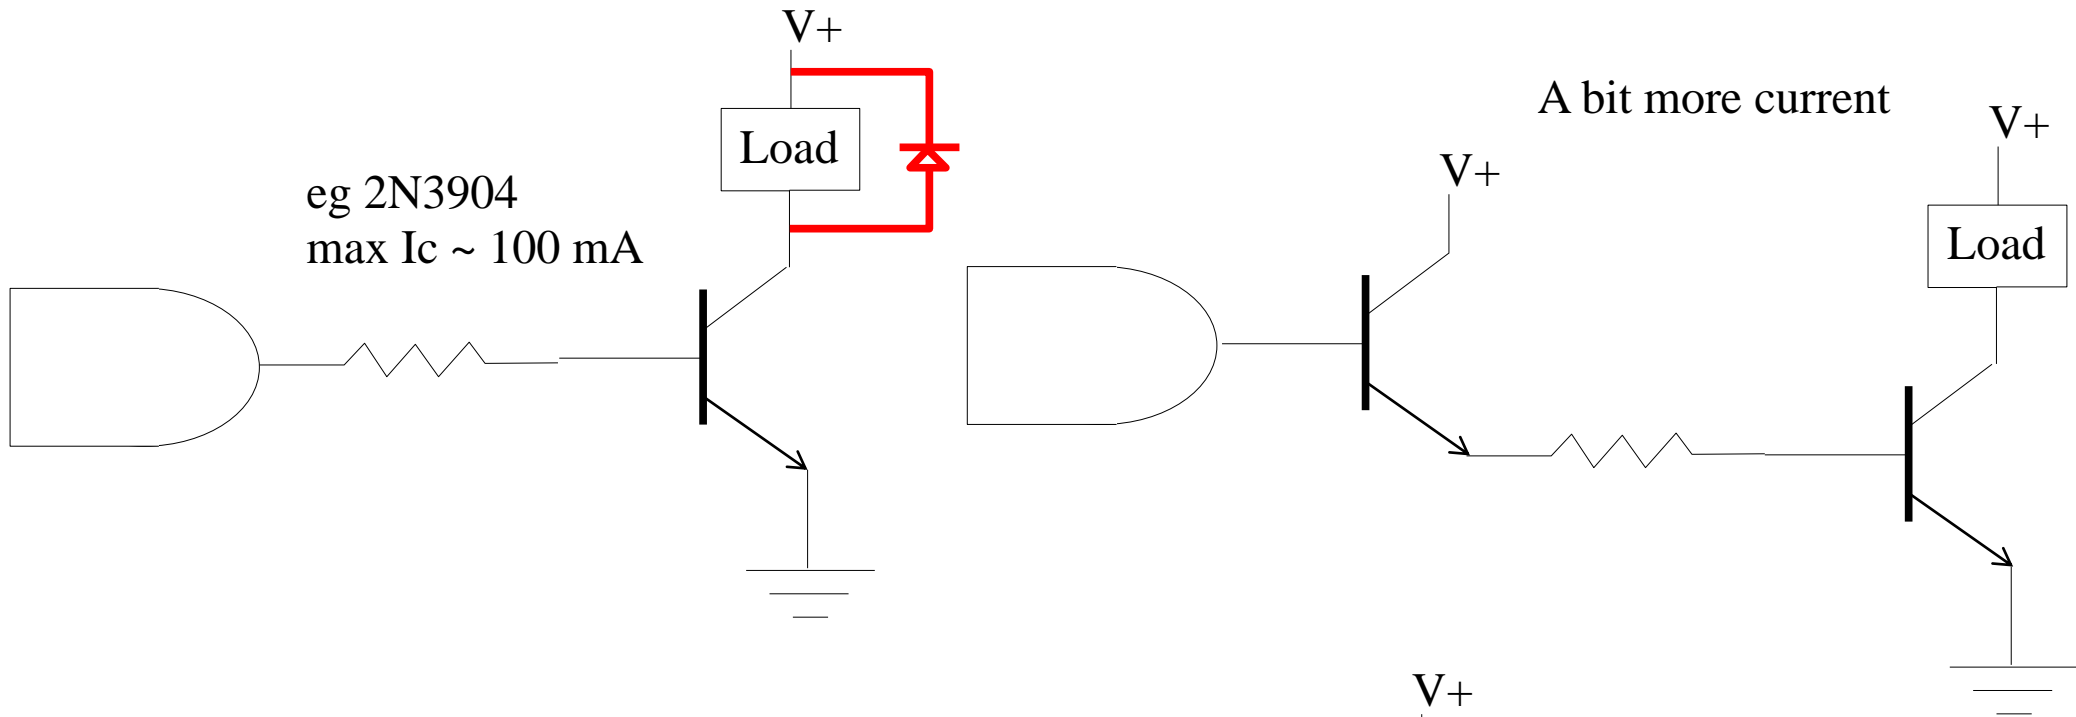 V+
Load
eg 2N3904
max Ic ~ 100 mA
A bit more current
V+
V+
Load
V+